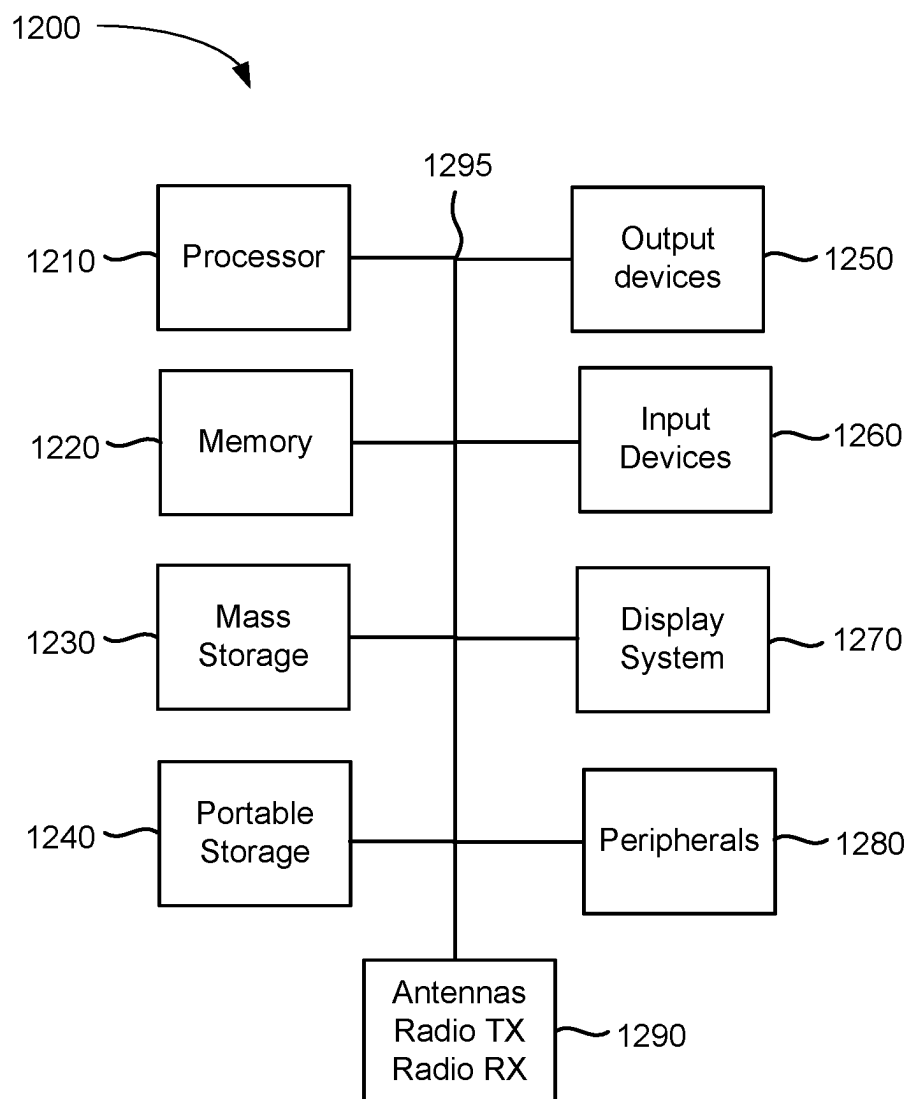 1200
1295
1210
Processor
Output
devices
1250
1220
Memory
Input
Devices
1260
1230
Mass
Storage
Display
System
1270
1240
Portable
Storage
Peripherals
1280
Antennas
Radio TX
Radio RX
1290